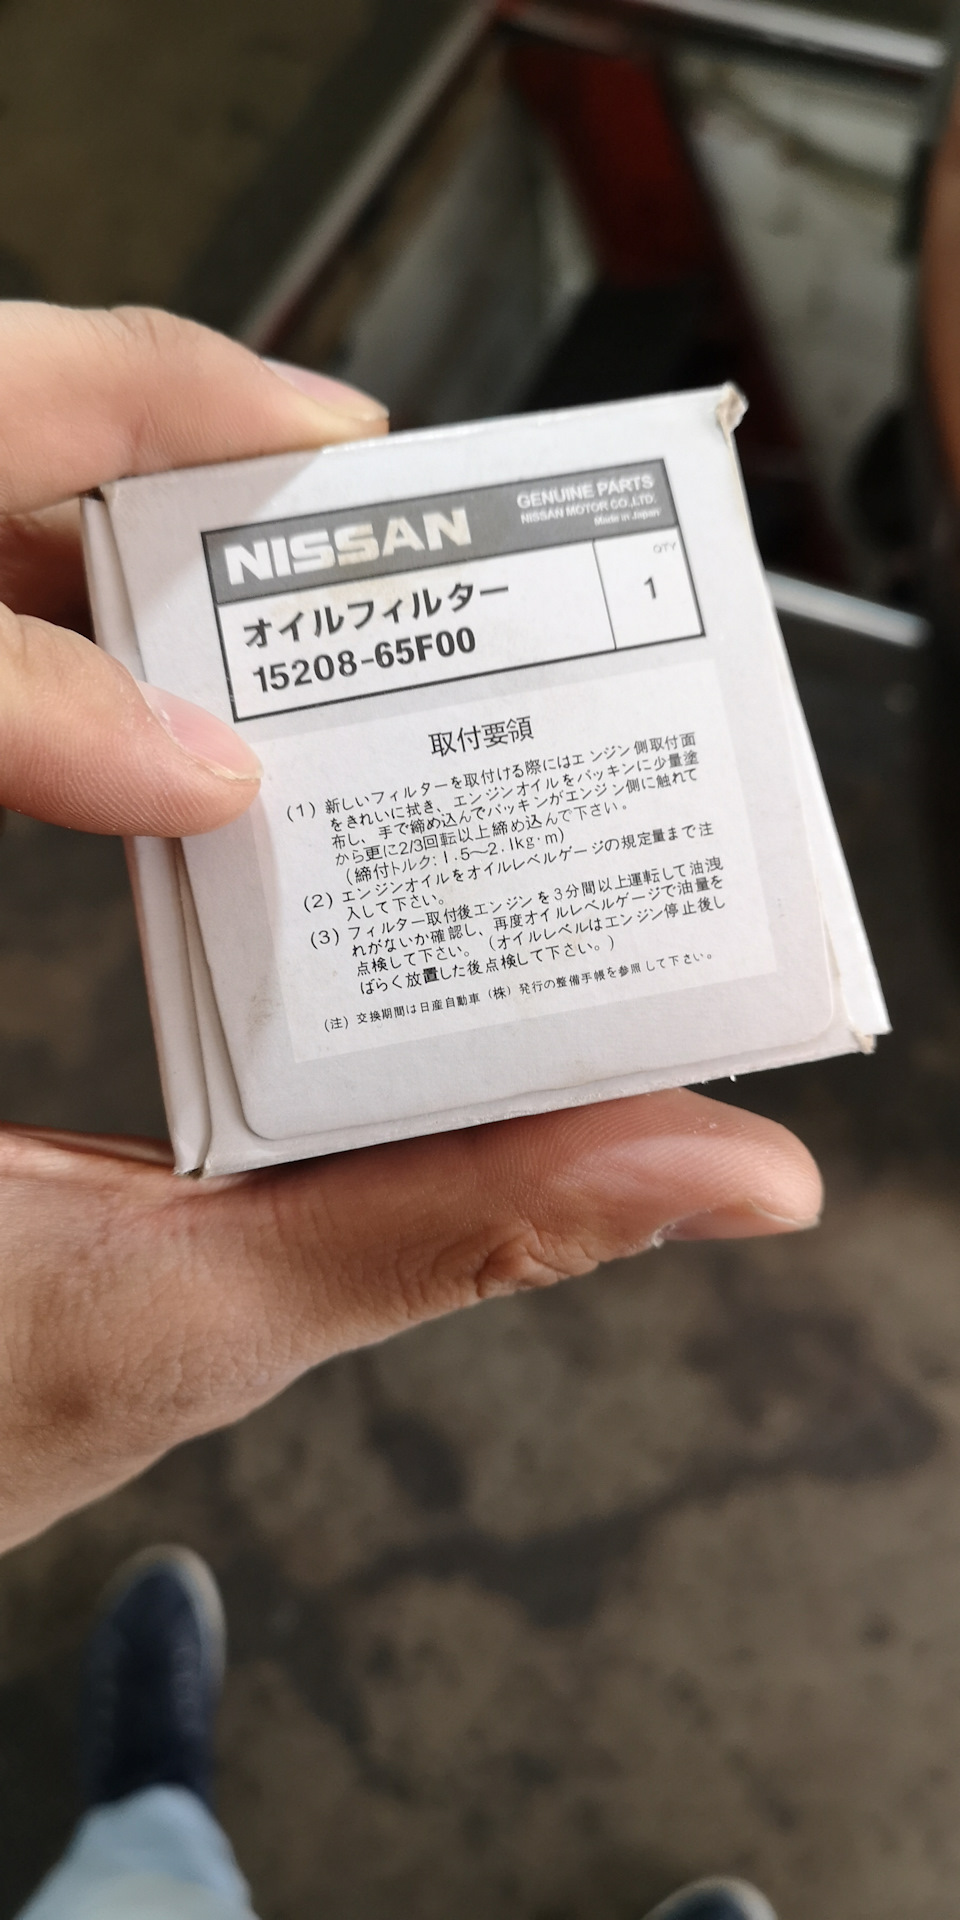 NISSAN
GENUINE PARTS
NISSAN MOTOR CO.,LTD.
Made in Japan
オイルフィルター
15208-65F00
QTY
1
取付要領
(1) 新しいフィルターを取付ける際にはエンジン側取付面
をきれいに拭き、エンジンオイルをパッキンに少量塗
布し、手で締め込んでパッキンがエンジン側に触れて
から更に2/3回転以上締め込んで下さい。
(締付トルク:1.5〜2.1kg·m)
(2) エンジンオイルをオイルレベルゲージの規定量まで注
入して下さい。
(3) フィルター取付後エンジンを3分間以上運転して油洩
れがないか確認し、再度オイルレベルゲージで油量を
点検して下さい。(オイルレベルはエンジン停止後し
ばらく放置した後点検して下さい。)
(注) 交換期間は日産自動車(株)発行の整備手帳を参照して下さい。